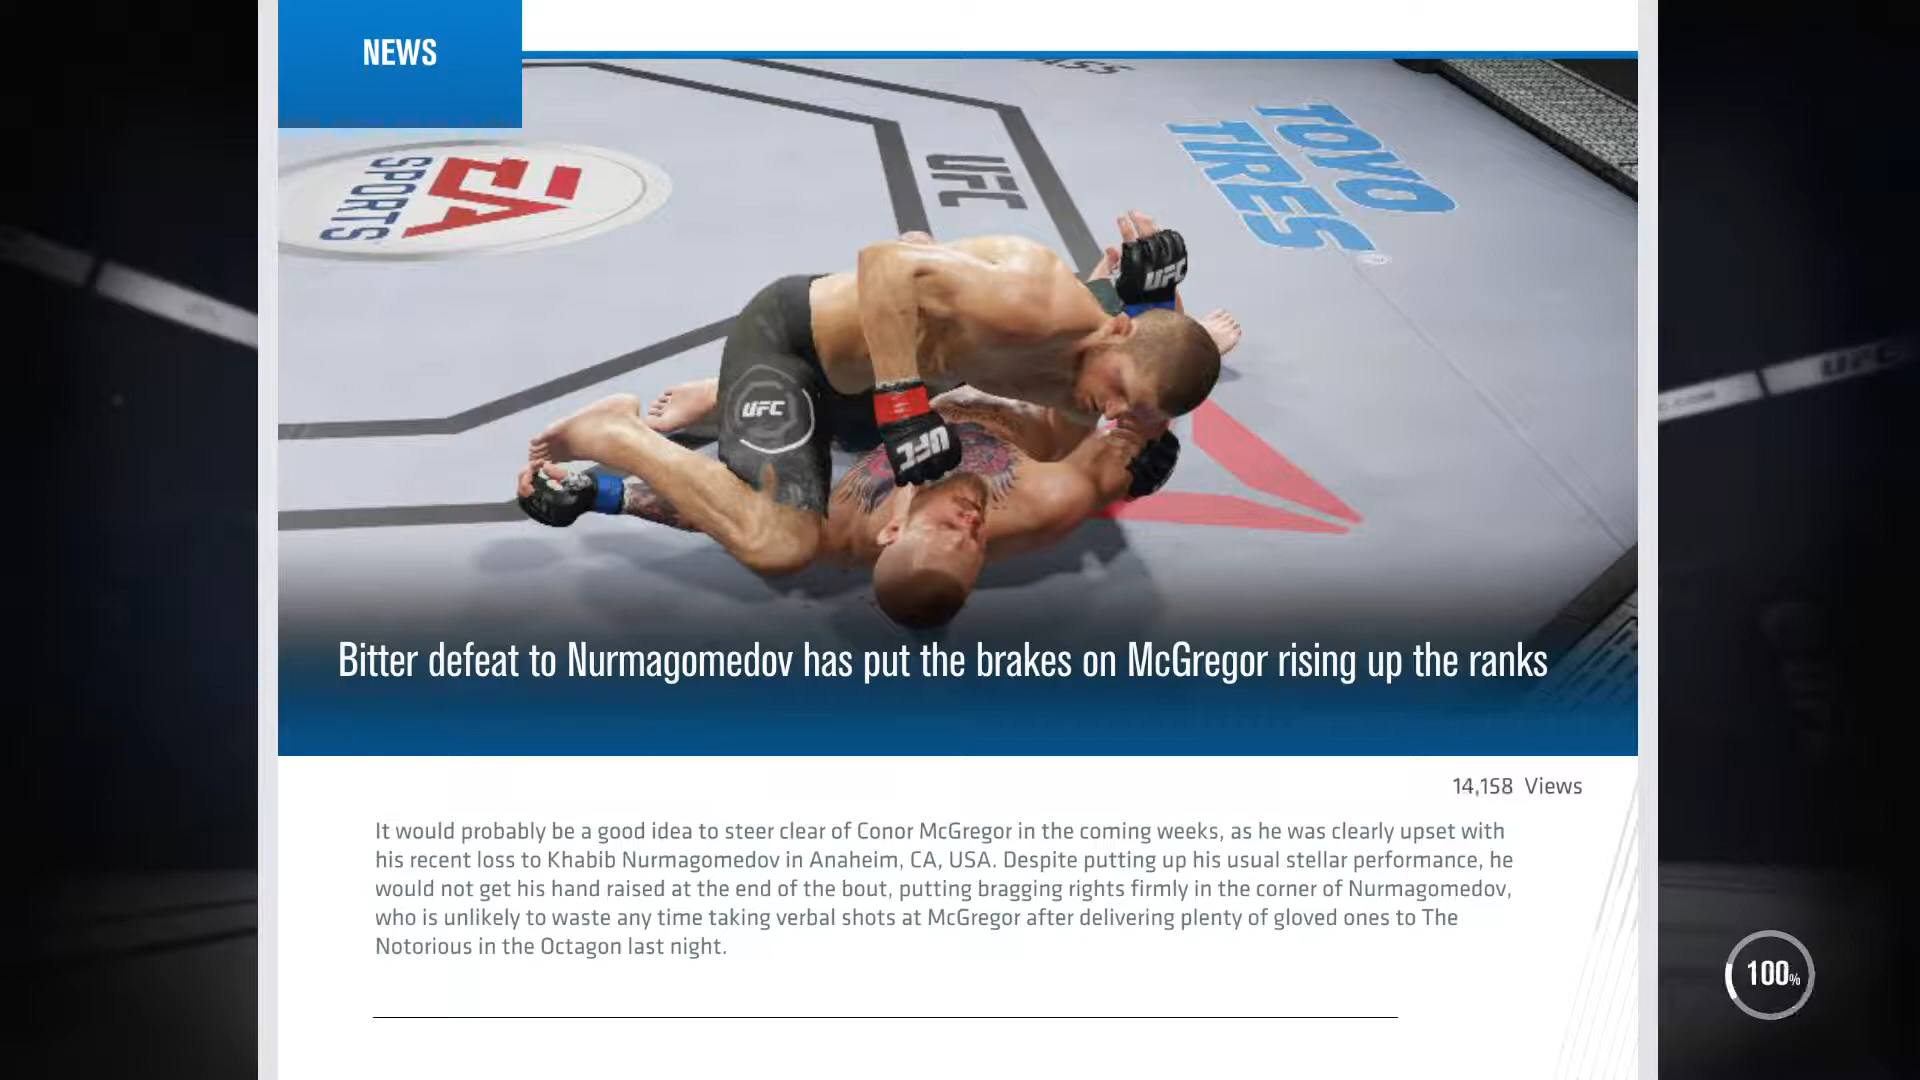 NEWS
ASS
EA
SPORTS
UFC
TOYO
TIRES
UFC
UFC
UFC
Bitter defeat to Nurmagomedov has put the brakes on McGregor rising up the ranks
14,158 Views
It would probably be a good idea to steer clear of Conor McGregor in the coming weeks, as he was clearly upset with
his recent loss to Khabib Nurmagomedov in Anaheim, CA, USA. Despite putting up his usual stellar performance, he
would not get his hand raised at the end of the bout, putting bragging rights firmly in the corner of Nurmagomedov,
who is unlikely to waste any time taking verbal shots at McGregor after delivering plenty of gloved ones to The
Notorious in the Octagon last night.
100%